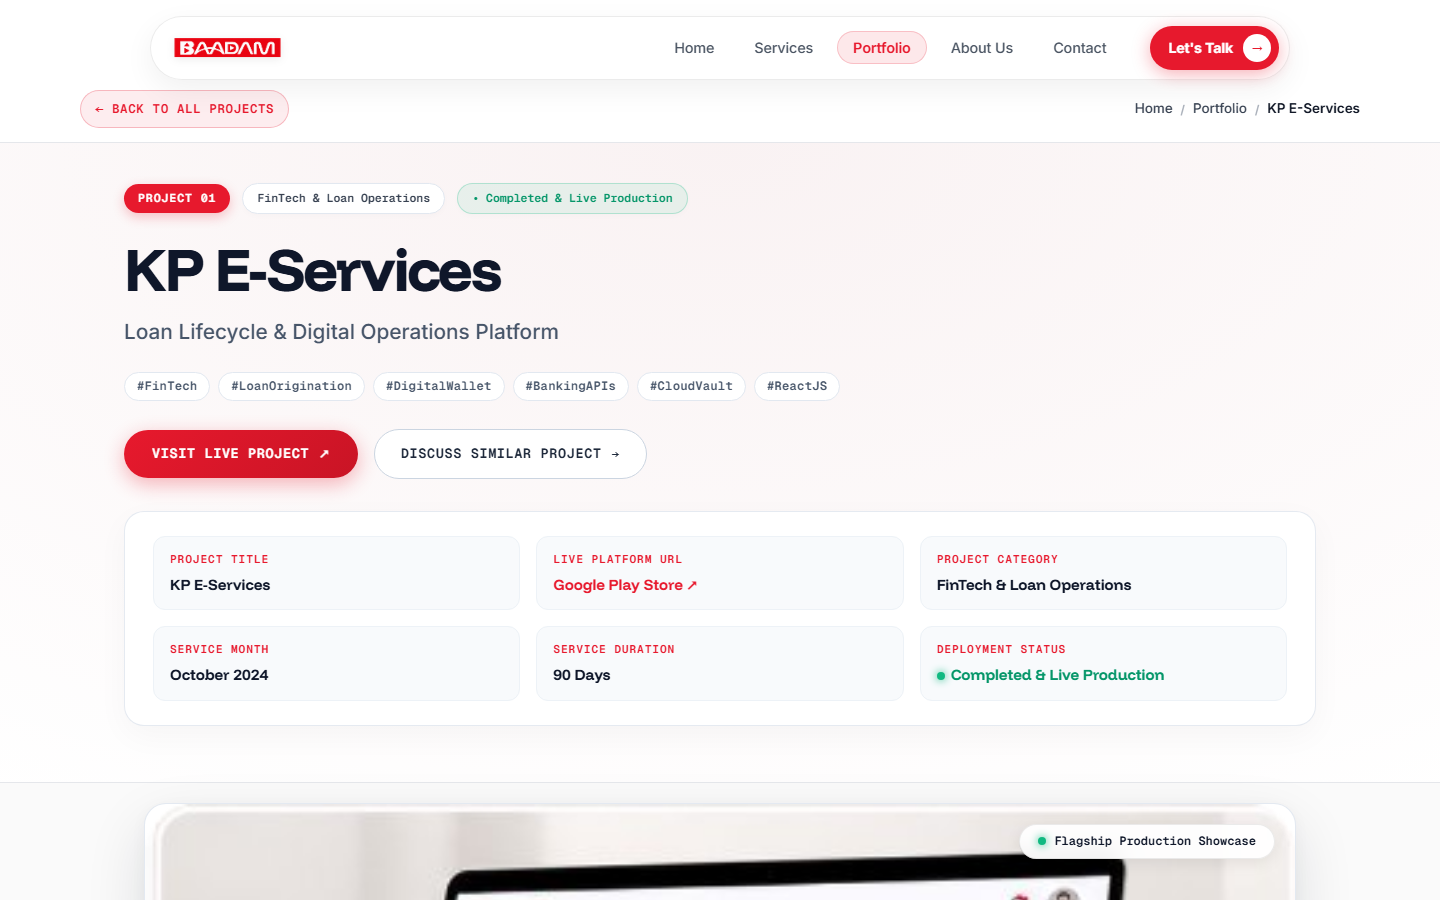 BAADAM
Home
Services
Portfolio
About Us
Contact
Let's Talk →
← BACK TO ALL PROJECTS
Home / Portfolio / KP E-Services
PROJECT 01
FinTech & Loan Operations
• Completed & Live Production
KP E-Services
Loan Lifecycle & Digital Operations Platform
#FinTech
#LoanOrigination
#DigitalWallet
#BankingAPIs
#CloudVault
#ReactJS
VISIT LIVE PROJECT ↗
DISCUSS SIMILAR PROJECT →
PROJECT TITLE
KP E-Services
LIVE PLATFORM URL
Google Play Store ↗
PROJECT CATEGORY
FinTech & Loan Operations
SERVICE MONTH
October 2024
SERVICE DURATION
90 Days
DEPLOYMENT STATUS
Completed & Live Production
Flagship Production Showcase